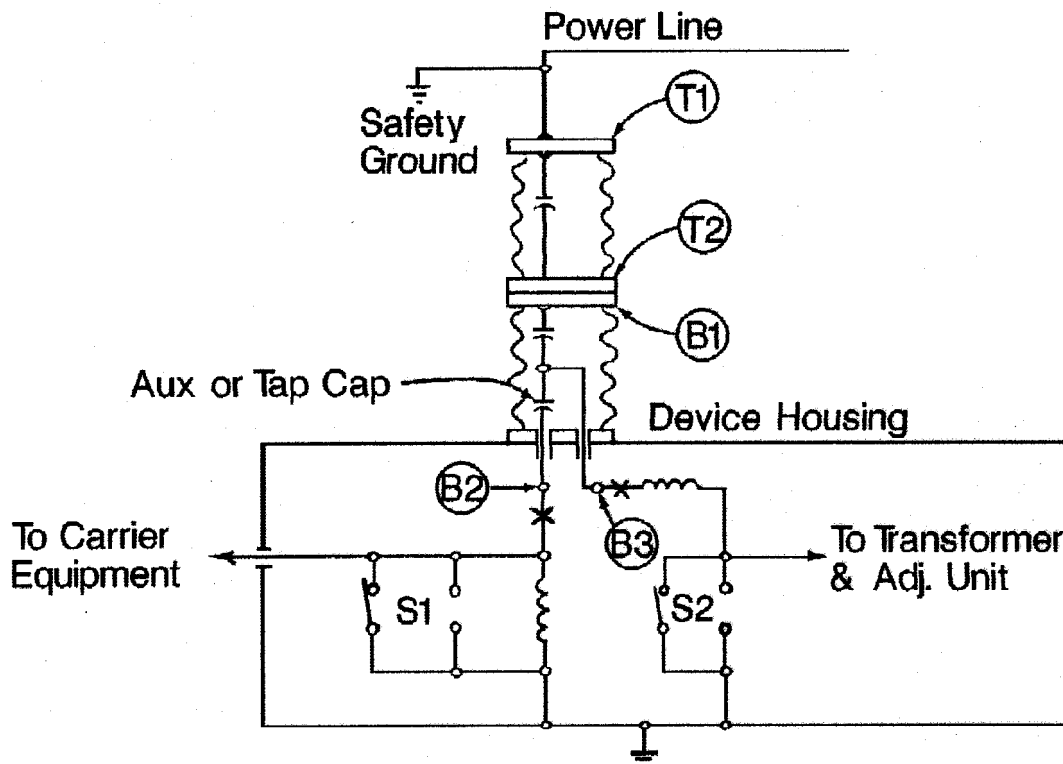 Power Line
T1
Safety
Ground
T2
B1
Aux or Tap Cap
Device Housing
B2
B3
To Carrier
Equipment
To Transformer
& Adj. Unit
S1
S2